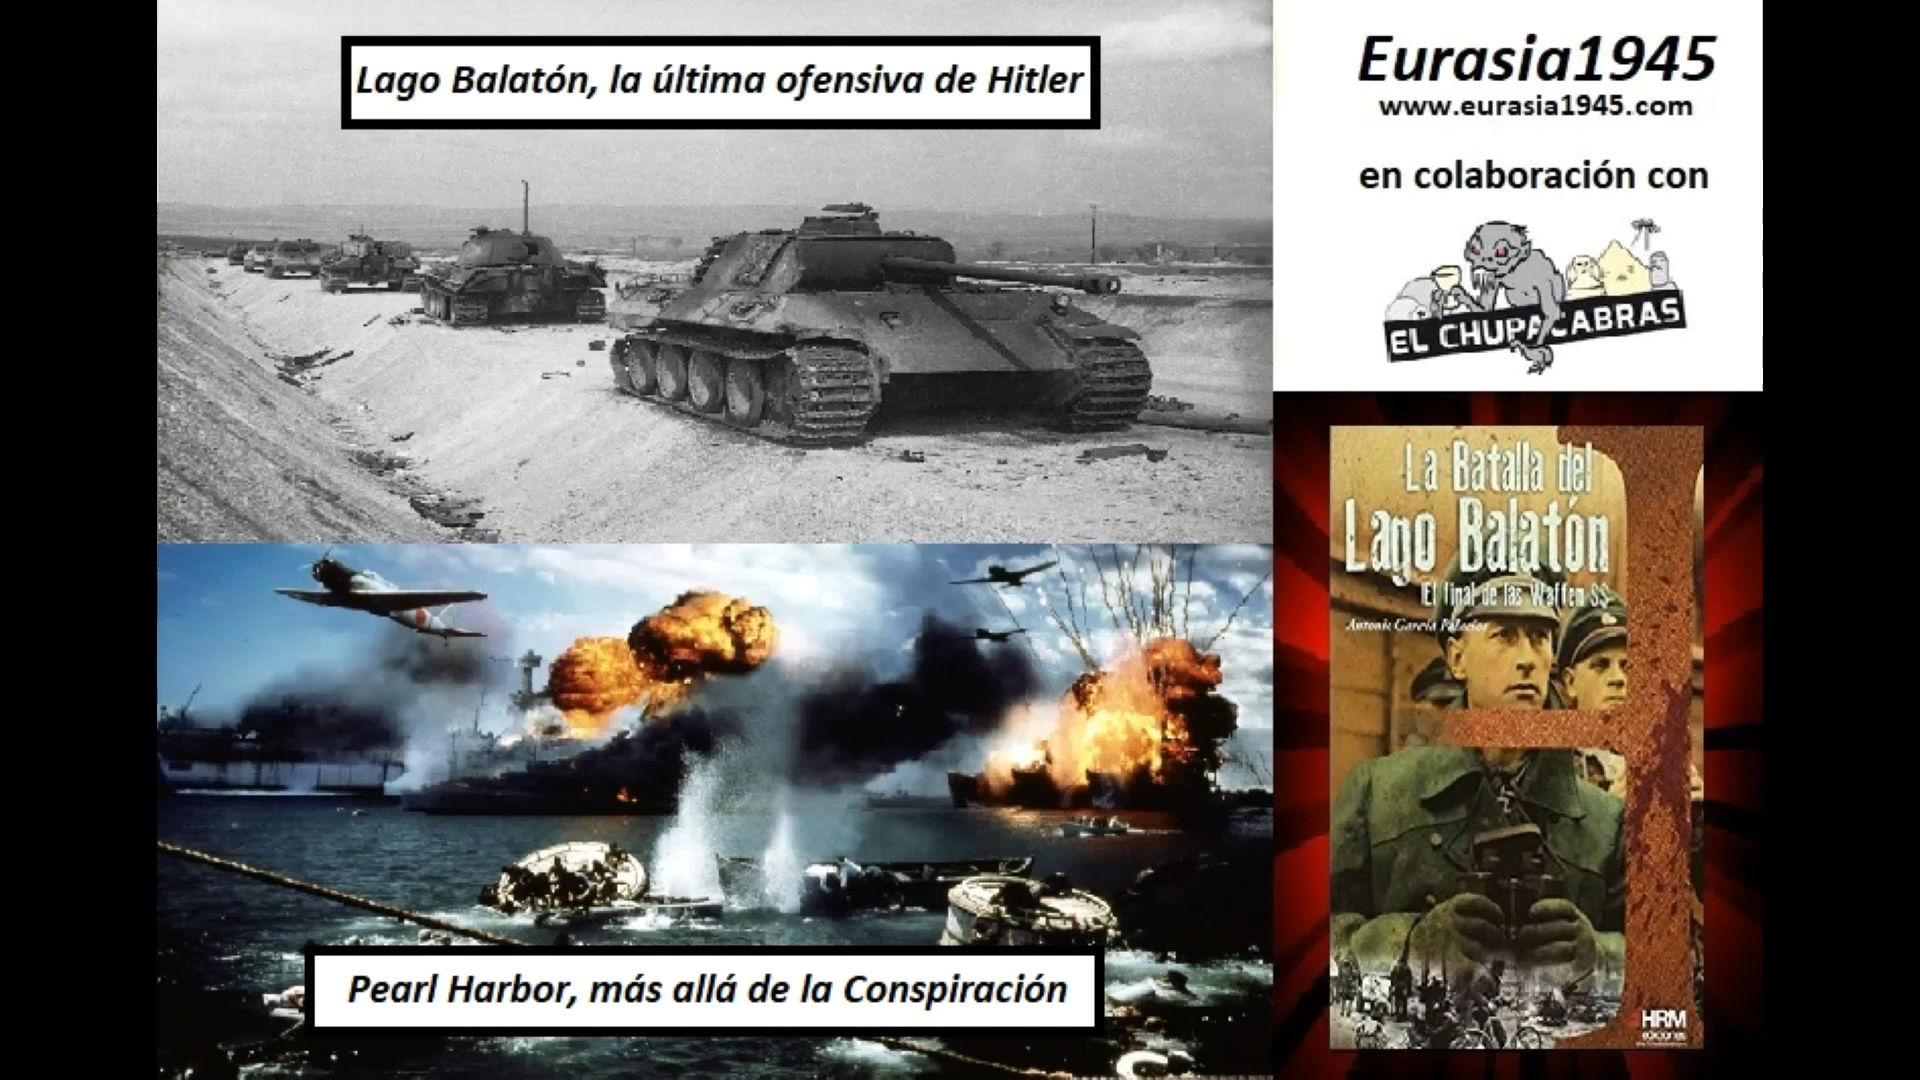 Lago Balatón, la última ofensiva de Hitler
Eurasia1945
www.eurasia1945.com
en colaboración con
EL CHUPACABRAS
La Batalla del
Lago Balatón
El final de las Waffen SS
Antonio García Palacios
HRM
ediciones
Pearl Harbor, más allá de la Conspiración